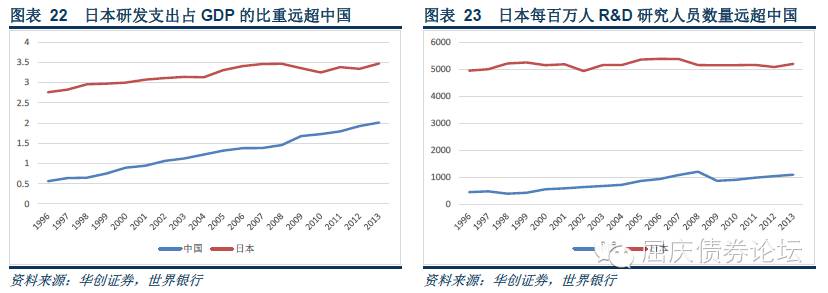 图表 22 日本研发支出占 GDP 的比重远超中国
4
3.5
3
2.5
2
1.5
1
0.5
0
1996 1997 1998 1999 2000 2001 2002 2003 2004 2005 2006 2007 2008 2009 2010 2011 2012 2013
中国 日本
资料来源：华创证券，世界银行
图表 23 日本每百万人 R&D 研究人员数量远超中国
6000
5000
4000
3000
2000
1000
0
1996 1997 1998 1999 2000 2001 2002 2003 2004 2005 2006 2007 2008 2009 2010 2011 2012 2013
日本
屈庆债券论坛
资料来源：华创证券，世界银行